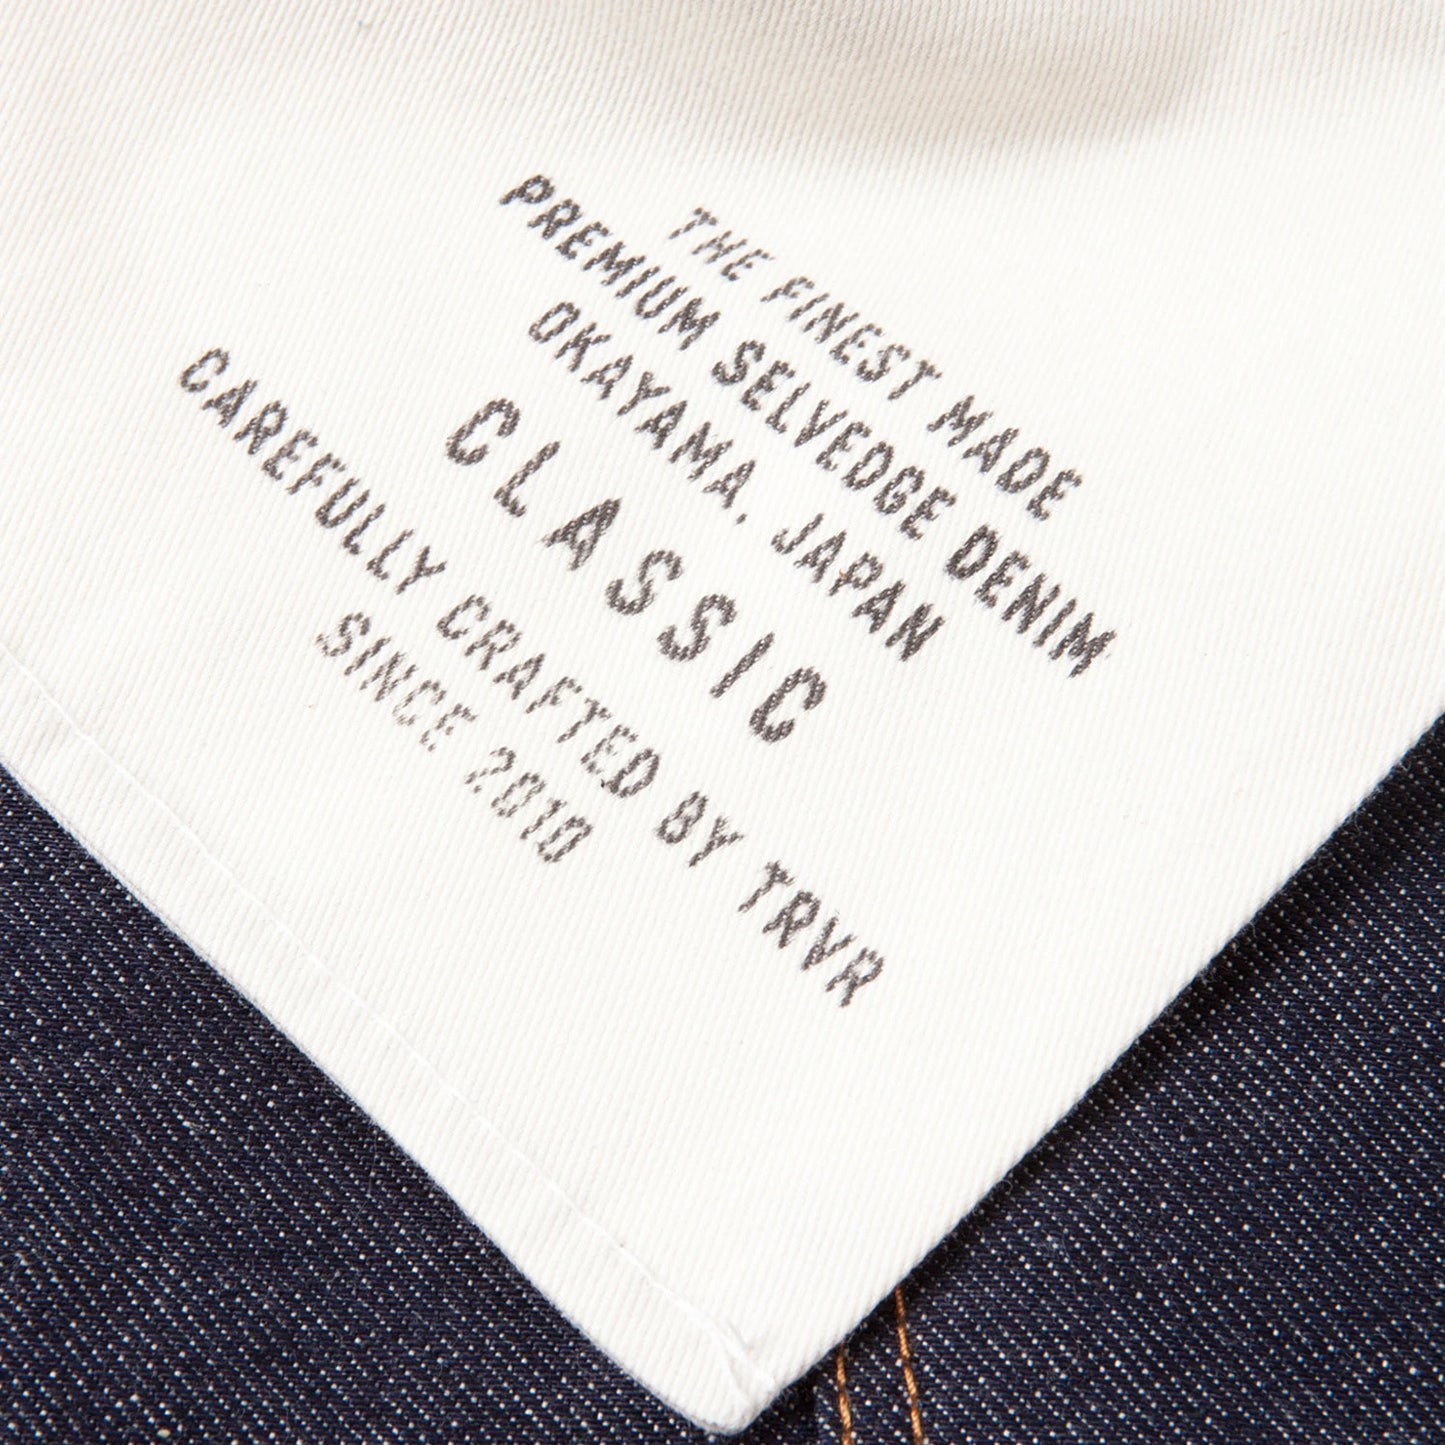 THE FINEST MADE
PREMIUM SELVEDGE DENIM
OKAYAMA, JAPAN
CLASSIC
CAREFULLY CRAFTED BY TRVR
SINCE 2010